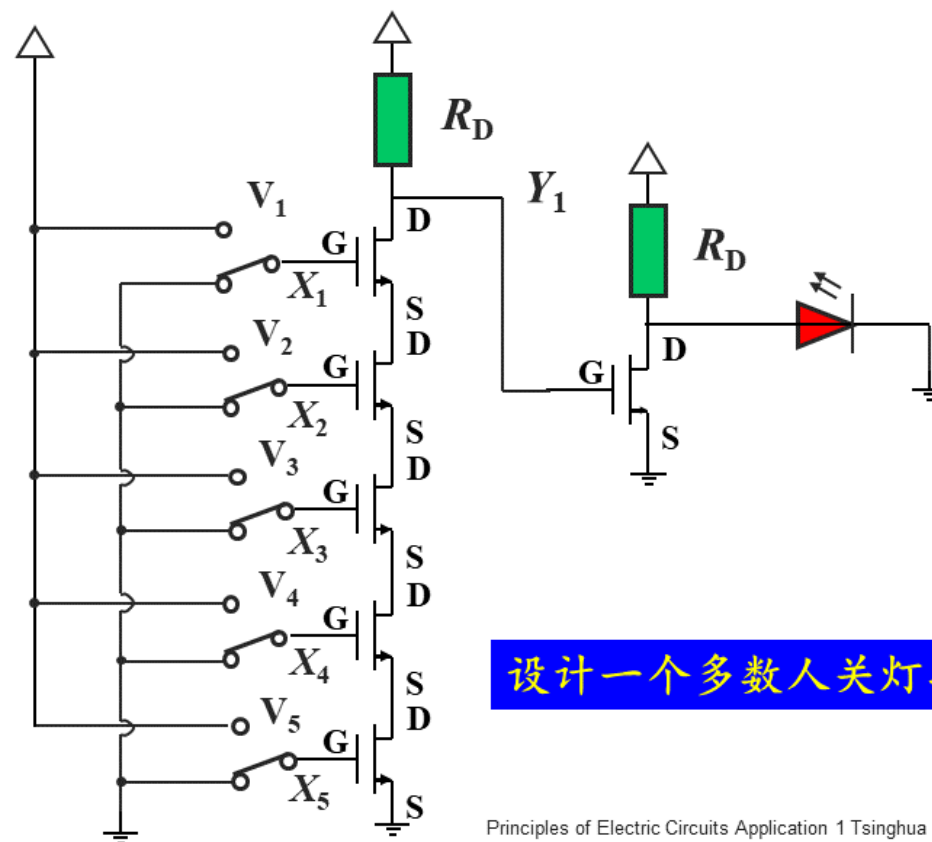 R_D
V_1
Y_1
D
G
R_D
X_1
S
V_2
D
D
G
G
X_2
S
S
V_3
D
G
X_3
S
V_4
D
G
X_4
S
设计一个多数人关灯
V_5
D
G
X_5
S
Principles of Electric Circuits Application 1 Tsinghua